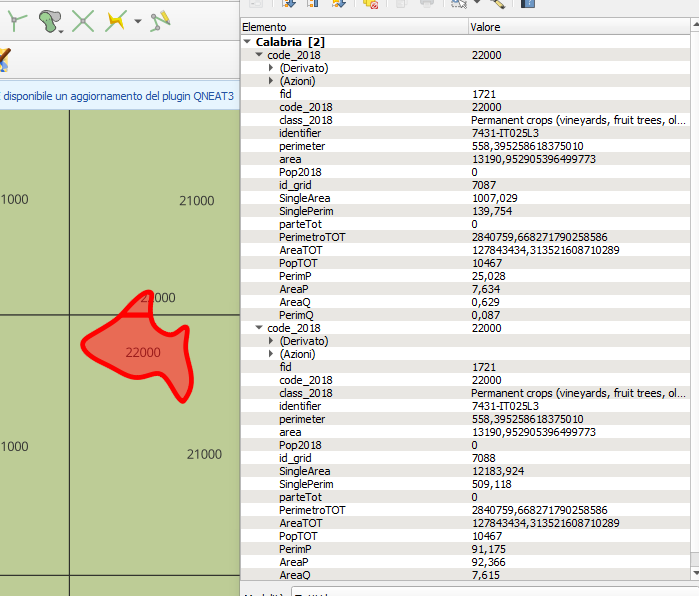 Elemento Valore
Calabria [2]
code_2018 22000
(Derivato)
(Azioni)
fid 1721
code_2018 22000
class_2018 Permanent crops (vineyards, fruit trees, ol...
identifier 7431-IT025L3
perimeter 558,395258618375010
area 13190,952905396499773
Pop2018 0
id_grid 7087
SingleArea 1007,029
SinglePerim 139,754
parteTot 0
PerimetroTOT 2840759,668271790258586
AreaTOT 127843434,313521608710289
PopTOT 10467
PerimP 25,028
AreaP 7,634
AreaQ 0,629
PerimQ 0,087
code_2018 22000
(Derivato)
(Azioni)
fid 1721
code_2018 22000
class_2018 Permanent crops (vineyards, fruit trees, ol...
identifier 7431-IT025L3
perimeter 558,395258618375010
area 13190,952905396499773
Pop2018 0
id_grid 7088
SingleArea 12183,924
SinglePerim 509,118
parteTot 0
PerimetroTOT 2840759,668271790258586
AreaTOT 127843434,313521608710289
PopTOT 10467
PerimP 91,175
AreaP 92,366
AreaQ 7,615
disponibile un aggiornamento del plugin QNEAT3
1000 21000
22000
22000
1000 21000